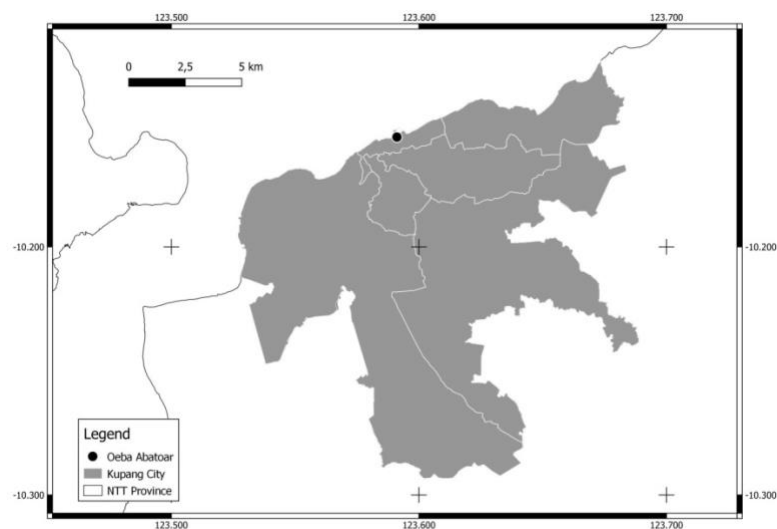 123.500 123.600 123.700
0 2,5 5 km
-10.200 -10.200
Legend
Oeba Abatoar
Kupang City
NTT Province
-10.300 -10.300
123.500 123.600 123.700